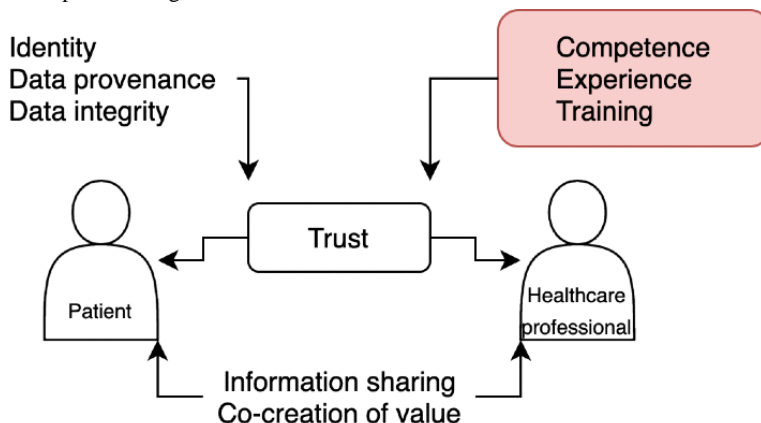 Identity
Data provenance
Data integrity
Competence
Experience
Training
Trust
Patient
Healthcare
professional
Information sharing
Co-creation of value